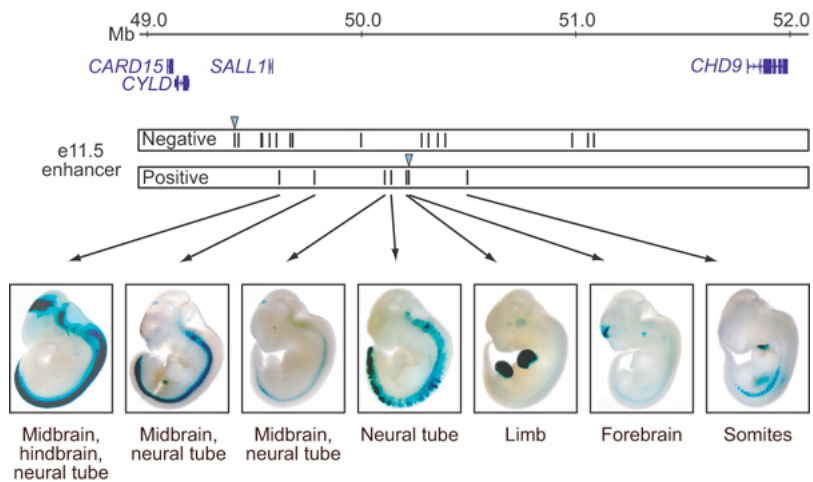 49.0 50.0 51.0 52.0
Mb
CARD15 SALL1 CHD9
CYLD
Negative
e11.5
enhancer
Positive
Midbrain, Midbrain, Midbrain, Neural tube Limb Forebrain Somites
hindbrain, neural tube neural tube
neural tube